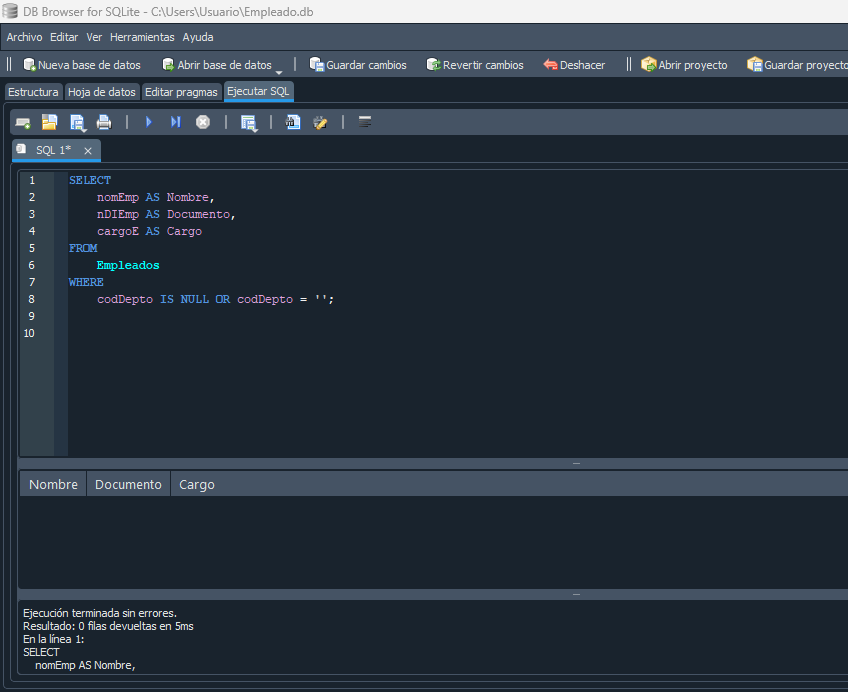 DB Browser for SQLite - C:\Users\Usuario\Empleado.db
Archivo Editar Ver Herramientas Ayuda
Nueva base de datos Abrir base de datos Guardar cambios Revertir cambios Deshacer Abrir proyecto Guardar proyecto
Estructura Hoja de datos Editar pragmas Ejecutar SQL
SQL 1*
1 SELECT
2 nomEmp AS Nombre,
3 nDIEmp AS Documento,
4 cargoE AS Cargo
5 FROM
6 Empleados
7 WHERE
8 codDepto IS NULL OR codDepto = '';
9
10
Nombre Documento Cargo
Ejecución terminada sin errores.
Resultado: 0 filas devueltas en 5ms
En la línea 1:
SELECT
nomEmp AS Nombre,